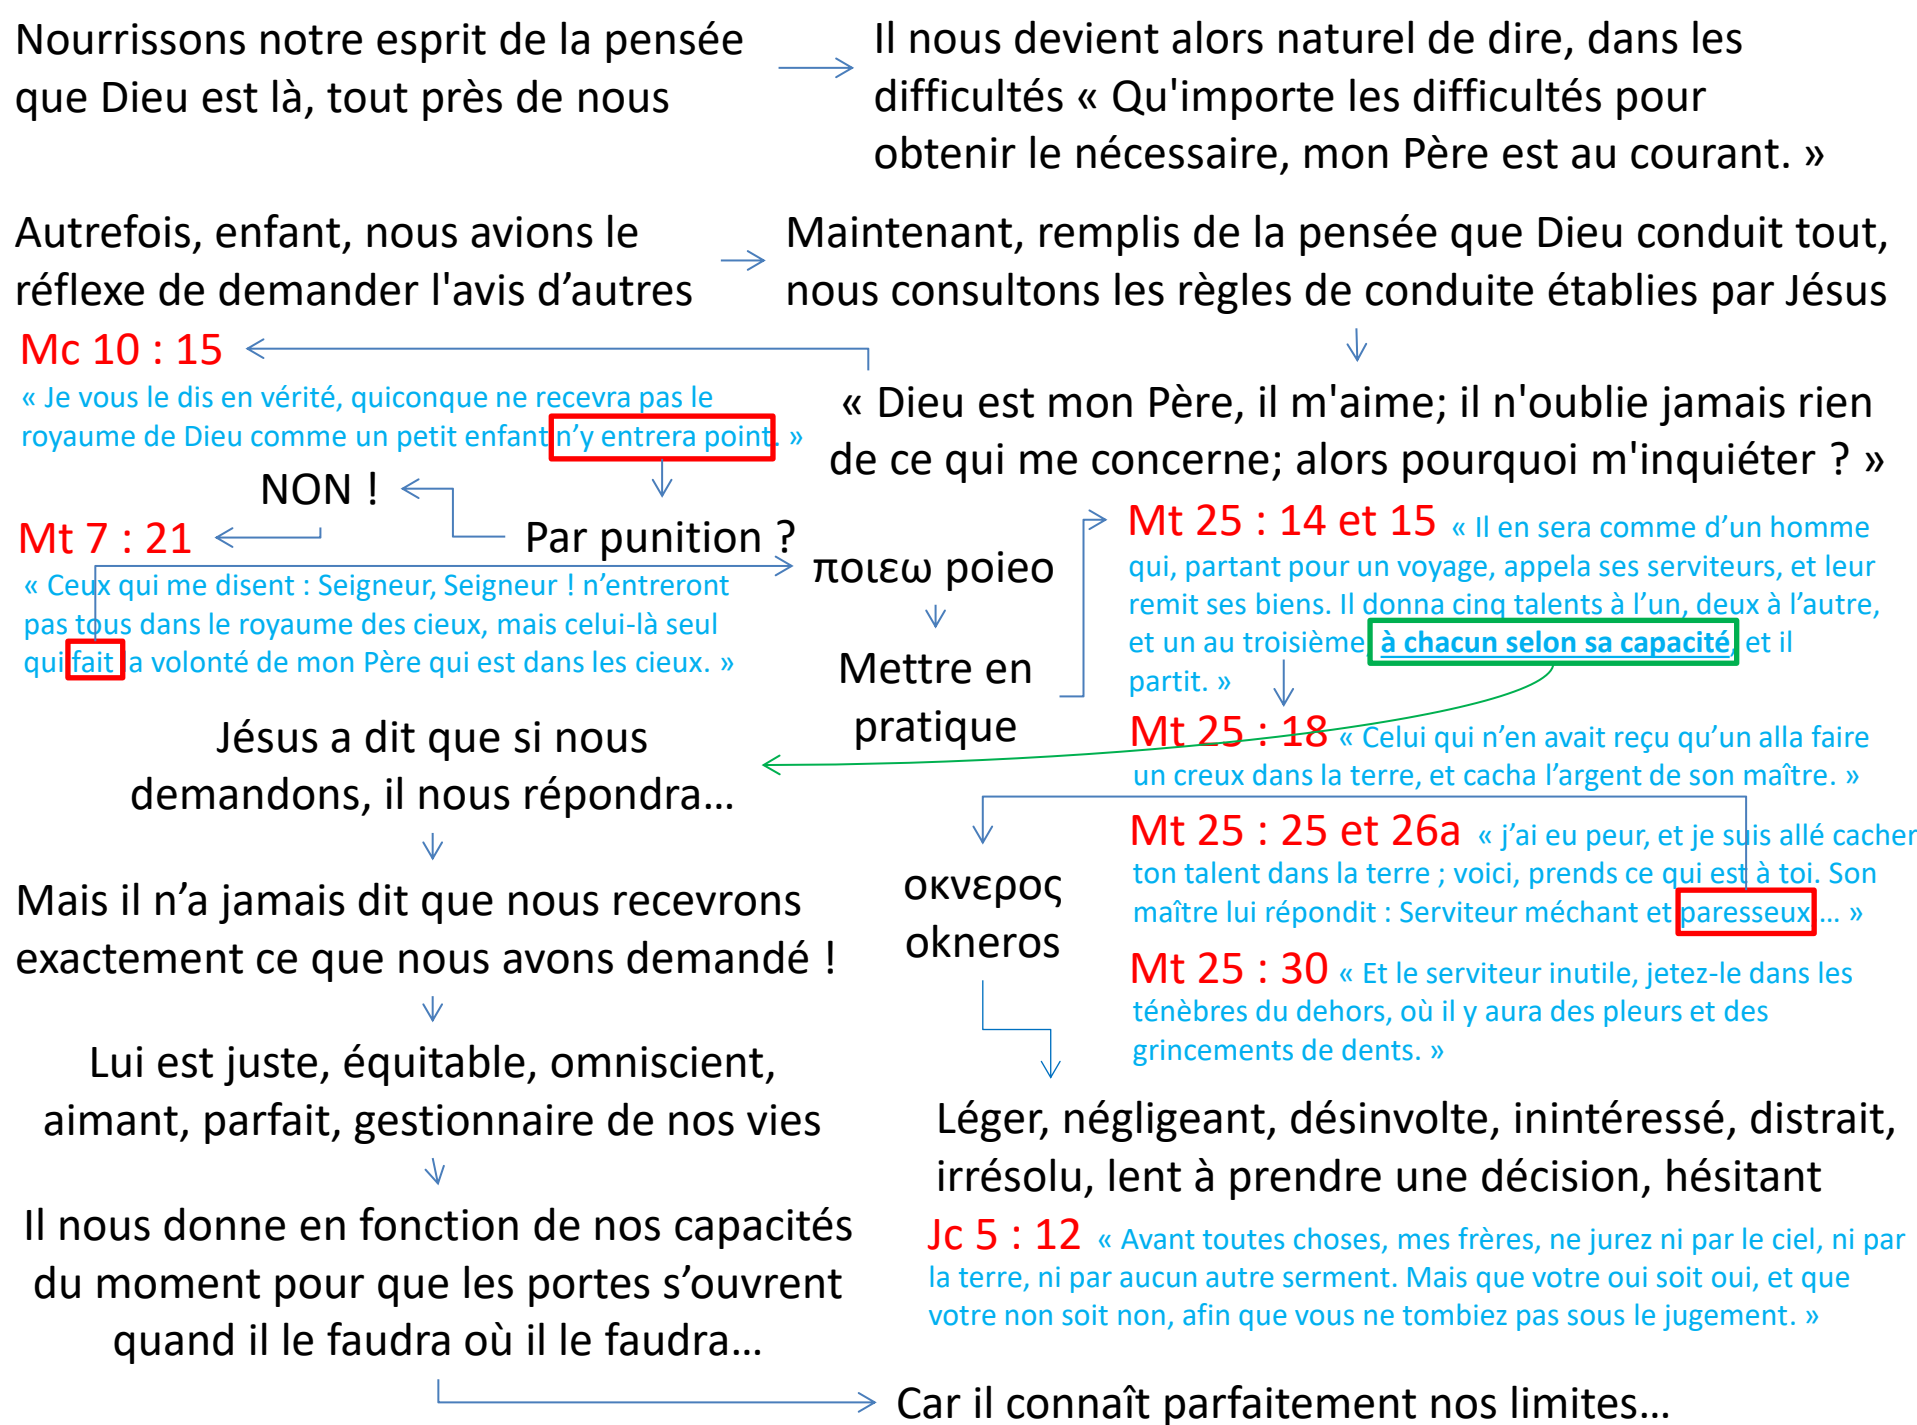 Nourrissons notre esprit de la pensée
que Dieu est là, tout près de nous
Il nous devient alors naturel de dire, dans les
difficultés « Qu'importe les difficultés pour
obtenir le nécessaire, mon Père est au courant. »
Autrefois, enfant, nous avions le
réflexe de demander l'avis d’autres
Maintenant, remplis de la pensée que Dieu conduit tout,
nous consultons les règles de conduite établies par Jésus
« Dieu est mon Père, il m'aime; il n'oublie jamais rien
de ce qui me concerne; alors pourquoi m'inquiéter ? »
Mc 10 : 15
« Je vous le dis en vérité, quiconque ne recevra pas le
royaume de Dieu comme un petit enfant n’y entrera point. »
Par punition ?
NON !
Mt 7 : 21
« Ceux qui me disent : Seigneur, Seigneur ! n’entreront
pas tous dans le royaume des cieux, mais celui-là seul
qui fait la volonté de mon Père qui est dans les cieux. »
ποιεω poieo
Mettre en
pratique
Mt 25 : 14 et 15 « Il en sera comme d’un homme
qui, partant pour un voyage, appela ses serviteurs, et leur
remit ses biens. Il donna cinq talents à l’un, deux à l’autre,
et un au troisième, à chacun selon sa capacité, et il
partit. »
Mt 25 : 18 « Celui qui n’en avait reçu qu’un alla faire
un creux dans la terre, et cacha l’argent de son maître. »
Mt 25 : 25 et 26a « j’ai eu peur, et je suis allé cacher
ton talent dans la terre ; voici, prends ce qui est à toi. Son
maître lui répondit : Serviteur méchant et paresseux… »
Mt 25 : 30 « Et le serviteur inutile, jetez-le dans les
ténèbres du dehors, où il y aura des pleurs et des
grincements de dents. »
οκνερος
okneros
Léger, négligeant, désinvolte, inintéressé, distrait,
irrésolu, lent à prendre une décision, hésitant
Jc 5 : 12 « Avant toutes choses, mes frères, ne jurez ni par le ciel, ni par
la terre, ni par aucun autre serment. Mais que votre oui soit oui, et que
votre non soit non, afin que vous ne tombiez pas sous le jugement. »
Jésus a dit que si nous
demandons, il nous répondra…
Mais il n’a jamais dit que nous recevrons
exactement ce que nous avons demandé !
Lui est juste, équitable, omniscient,
aimant, parfait, gestionnaire de nos vies
Il nous donne en fonction de nos capacités
du moment pour que les portes s’ouvrent
quand il le faudra où il le faudra…
Car il connaît parfaitement nos limites…